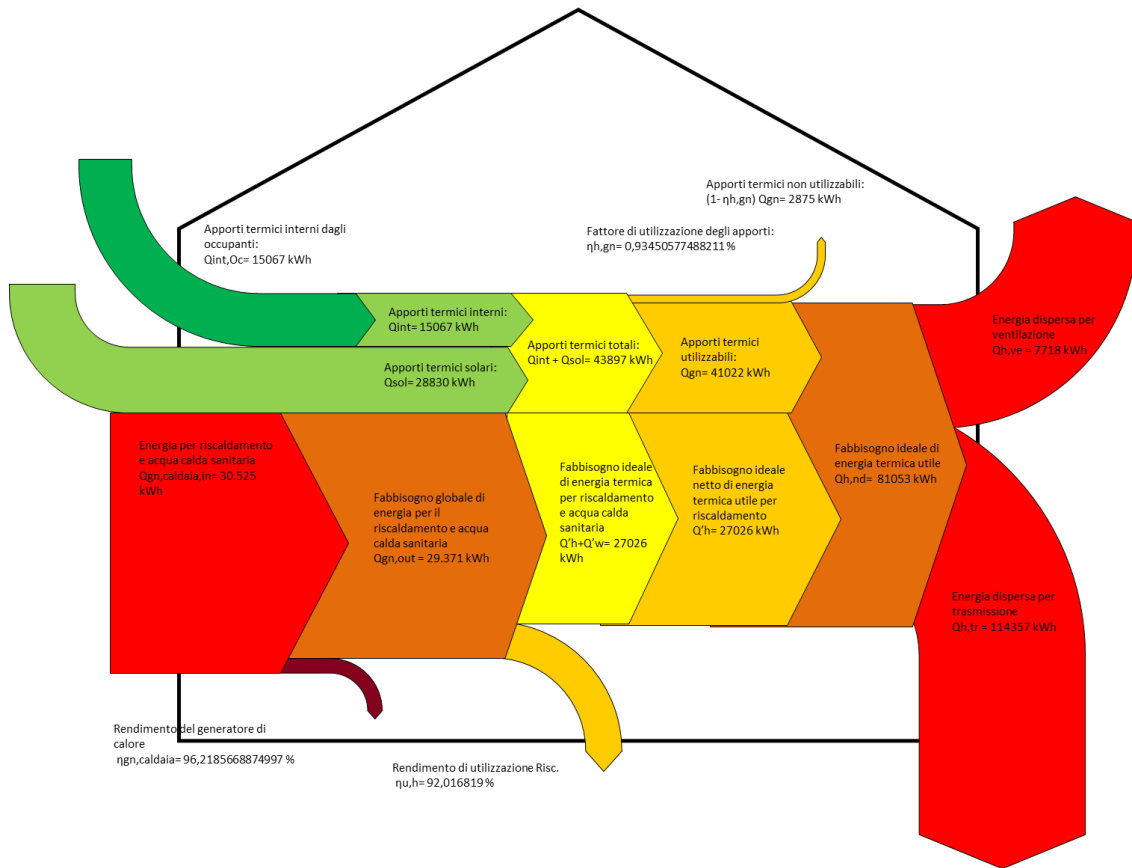 Apporti termici non utilizzabili:
(1- ηh,gn) Qgn= 2875 kWh
Apporti termici interni dagli
occupanti:
Qint,Oc= 15067 kWh
Fattore di utilizzazione degli apporti:
ηh,gn= 0,93450577488211 %
Apporti termici interni:
Qint= 15067 kWh
Apporti termici solari:
Qsol= 28830 kWh
Apporti termici totali:
Qint + Qsol= 43897 kWh
Apporti termici
utilizzabili:
Qgn= 41022 kWh
Energia dispersa per
ventilazione
Qh,ve = 7718 kWh
Energia per riscaldamento
e acqua calda sanitaria
Qgn,caldaia,in= 30.525
kWh
Fabbisogno globale di
energia per il
riscaldamento e acqua
calda sanitaria
Qgn,out = 29.371 kWh
Fabbisogno ideale
di energia termica
per riscaldamento
e acqua calda
sanitaria
Q'h+Q'w= 27026
kWh
Fabbisogno ideale
netto di energia
termica utile per
riscaldamento
Q'h= 27026 kWh
Fabbisogno ideale di
energia termica utile
Qh,nd=  81053 kWh
Energia dispersa per
trasmissione
Qh,tr = 114357 kWh
Rendimento del generatore di
calore
ηgn,caldaia= 96,2185668874997 %
Rendimento di utilizzazione Risc.
ηu,h= 92,016819 %